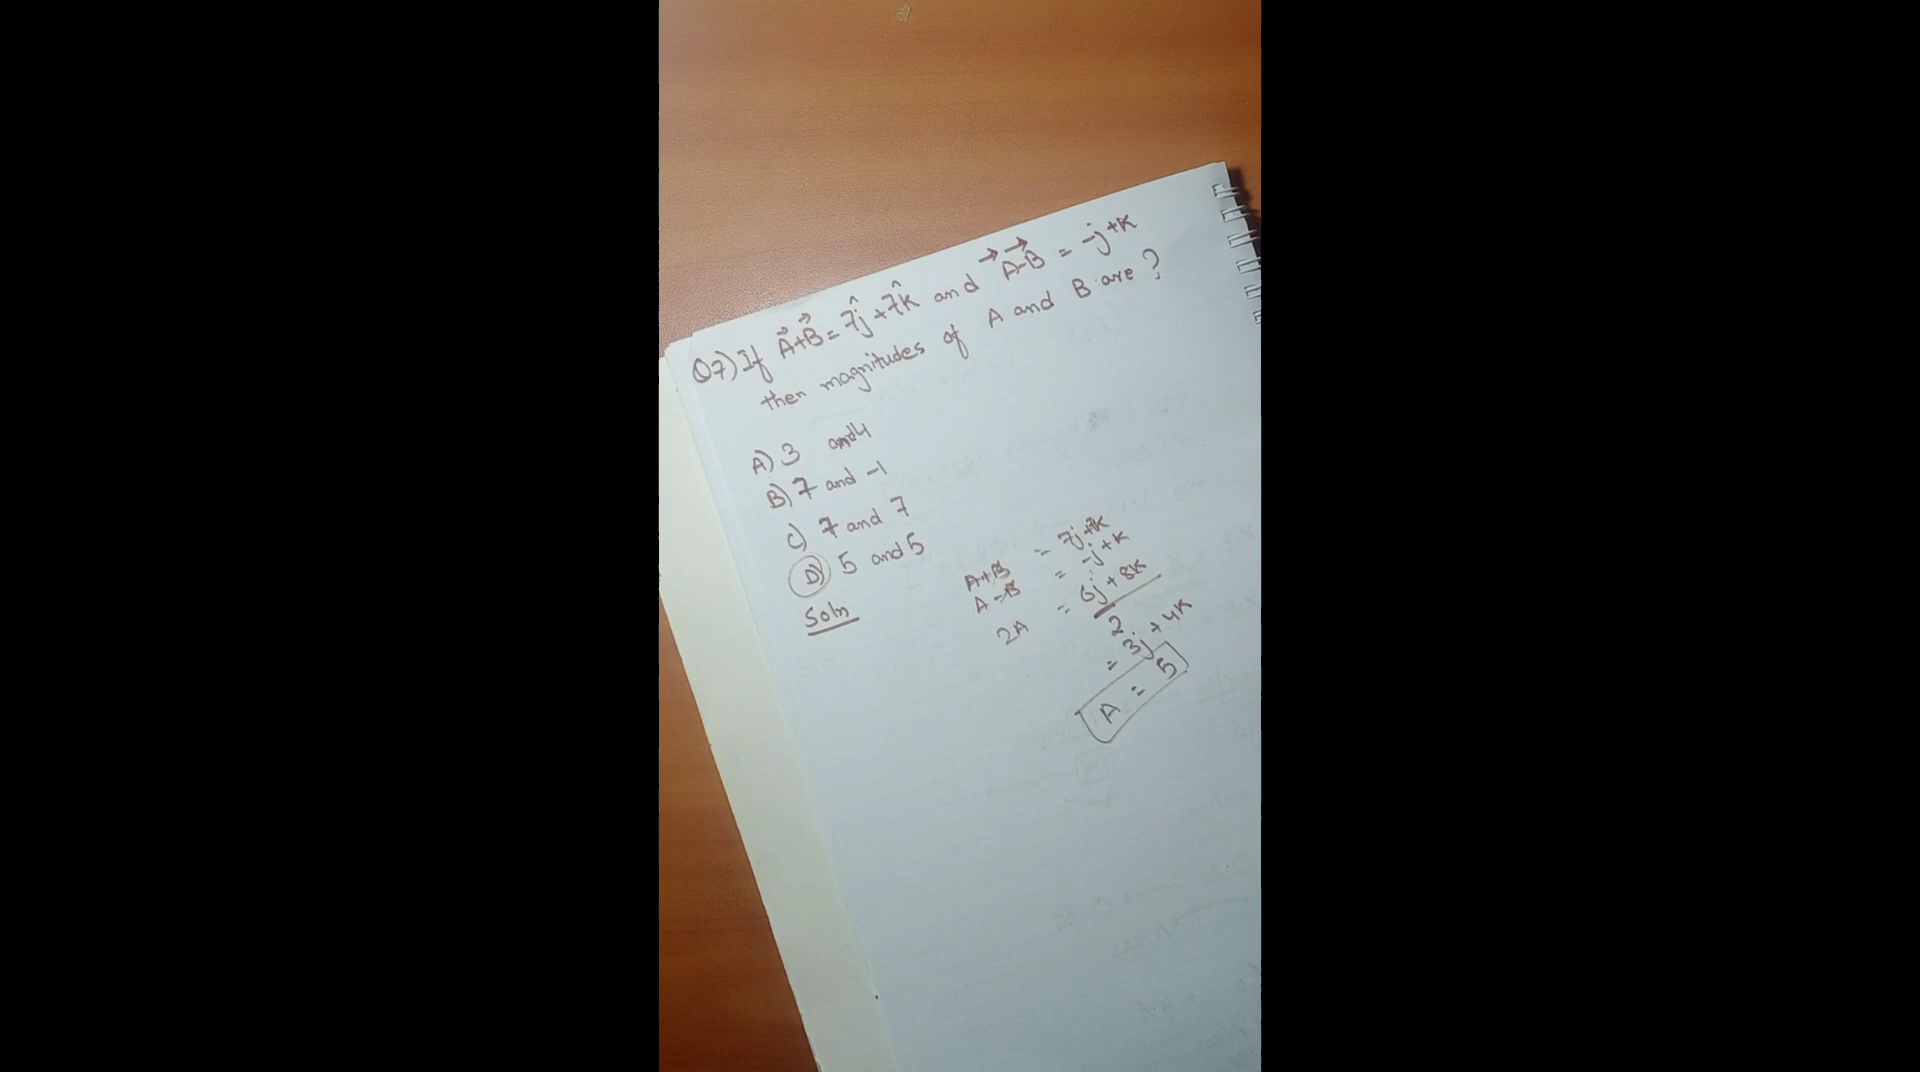 Q7) If A⃗+B⃗ = 7ĵ+7k̂ and A⃗-B⃗ = -j+k
then magnitudes of A and B are ?
A) 3 and 4
B) 7 and -1
C) 7 and 7
D) 5 and 5
Soln
A+B = 7j+7k
A-B = -j+k
2A = 6j+8k
2
= 3j+4k
A = 5